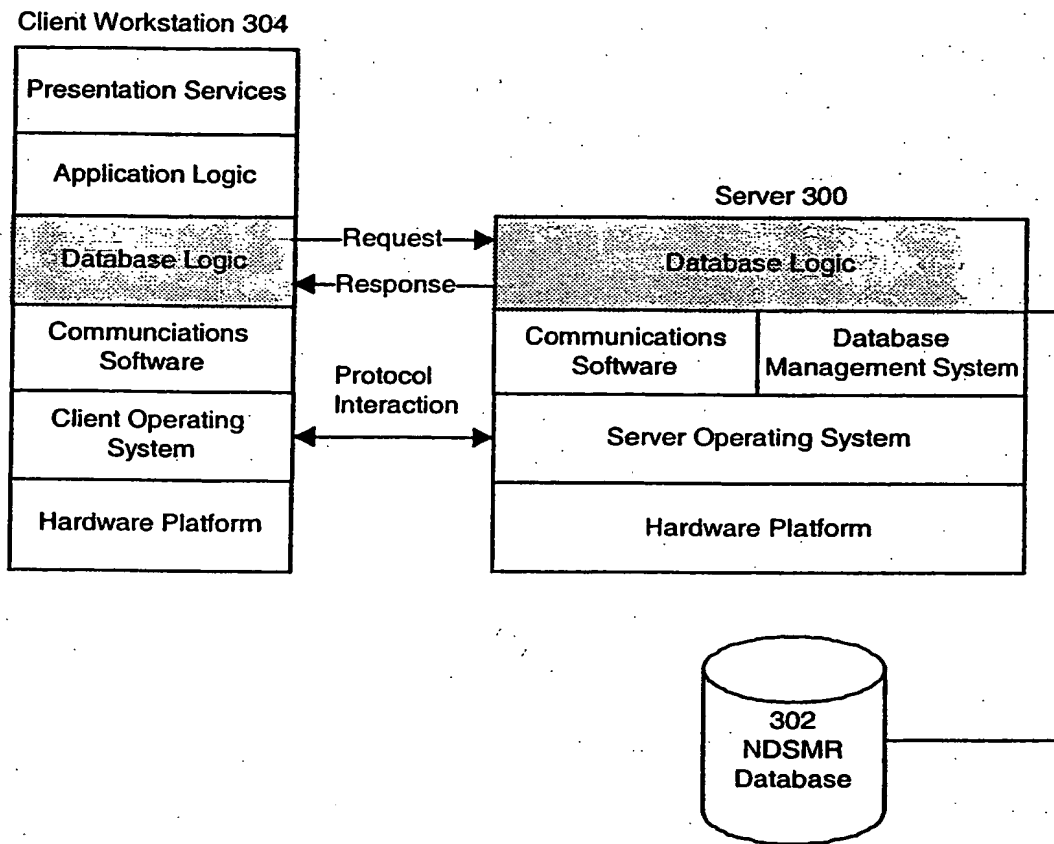 Client Workstation 304
Presentation Services
Application Logic
Database Logic
Communciations
Software
Client Operating
System
Hardware Platform
Request
Response
Protocol
Interaction
Server 300
Database Logic
Communications
Software
Database
Management System
Server Operating System
Hardware Platform
302
NDSMR
Database